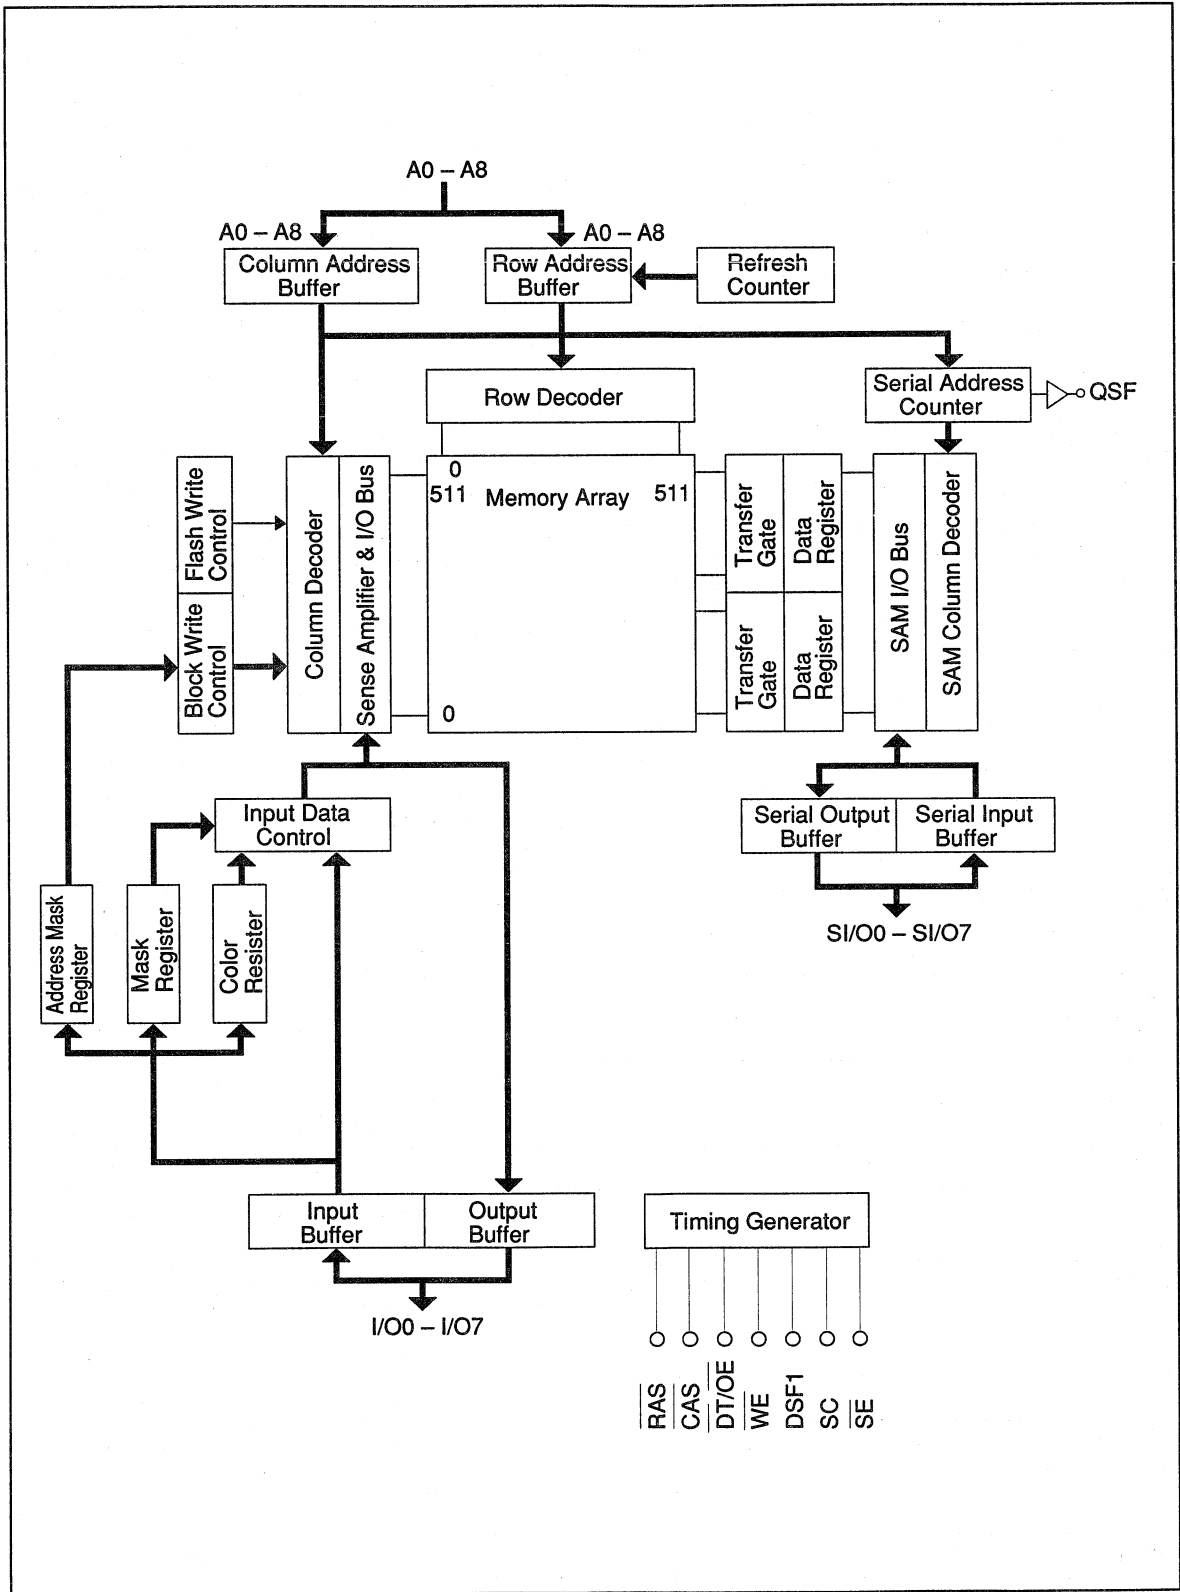 A0 – A8
A0 – A8
A0 – A8
Column Address
Buffer
Row Address
Buffer
Refresh
Counter
Row Decoder
Serial Address
Counter
QSF
Flash Write
Control
Block Write
Control
Column Decoder
Sense Amplifier & I/O Bus
0
511
Memory Array
511
0
Transfer
Gate
Data
Register
Transfer
Gate
Data
Register
SAM I/O Bus
SAM Column Decoder
Input Data
Control
Serial Output
Buffer
Serial Input
Buffer
Address Mask
Register
Mask
Register
Color
Resister
SI/O0 – SI/O7
Input
Buffer
Output
Buffer
Timing Generator
I/O0 – I/O7
RAS
CAS
DT/OE
WE
DSF1
SC
SE